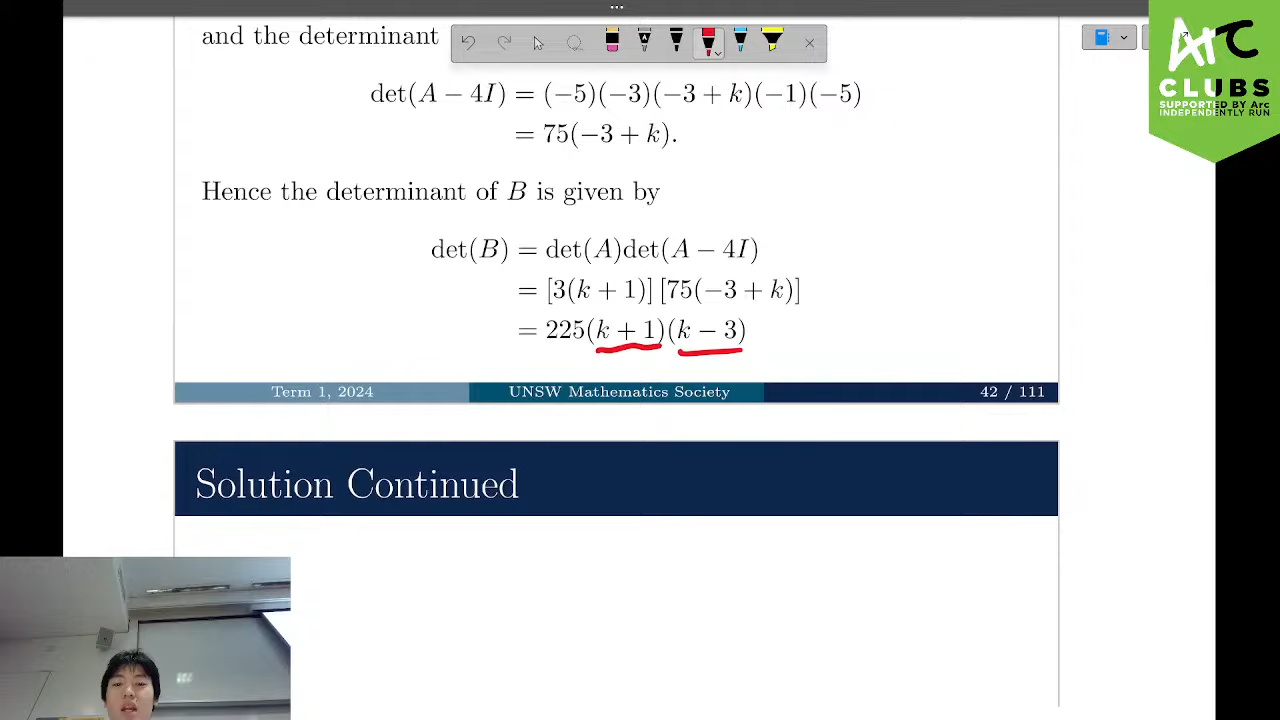 and the determinant
det(A − 4I) = (−5)(−3)(−3 + k)(−1)(−5)
= 75(−3 + k).
Hence the determinant of B is given by
det(B) = det(A)det(A − 4I)
= [3(k + 1)] [75(−3 + k)]
= 225(k + 1)(k − 3)
Term 1, 2024 UNSW Mathematics Society 42 / 111
Solution Continued
Arc
CLUBS
SUPPORTED BY Arc
INDEPENDENTLY RUN